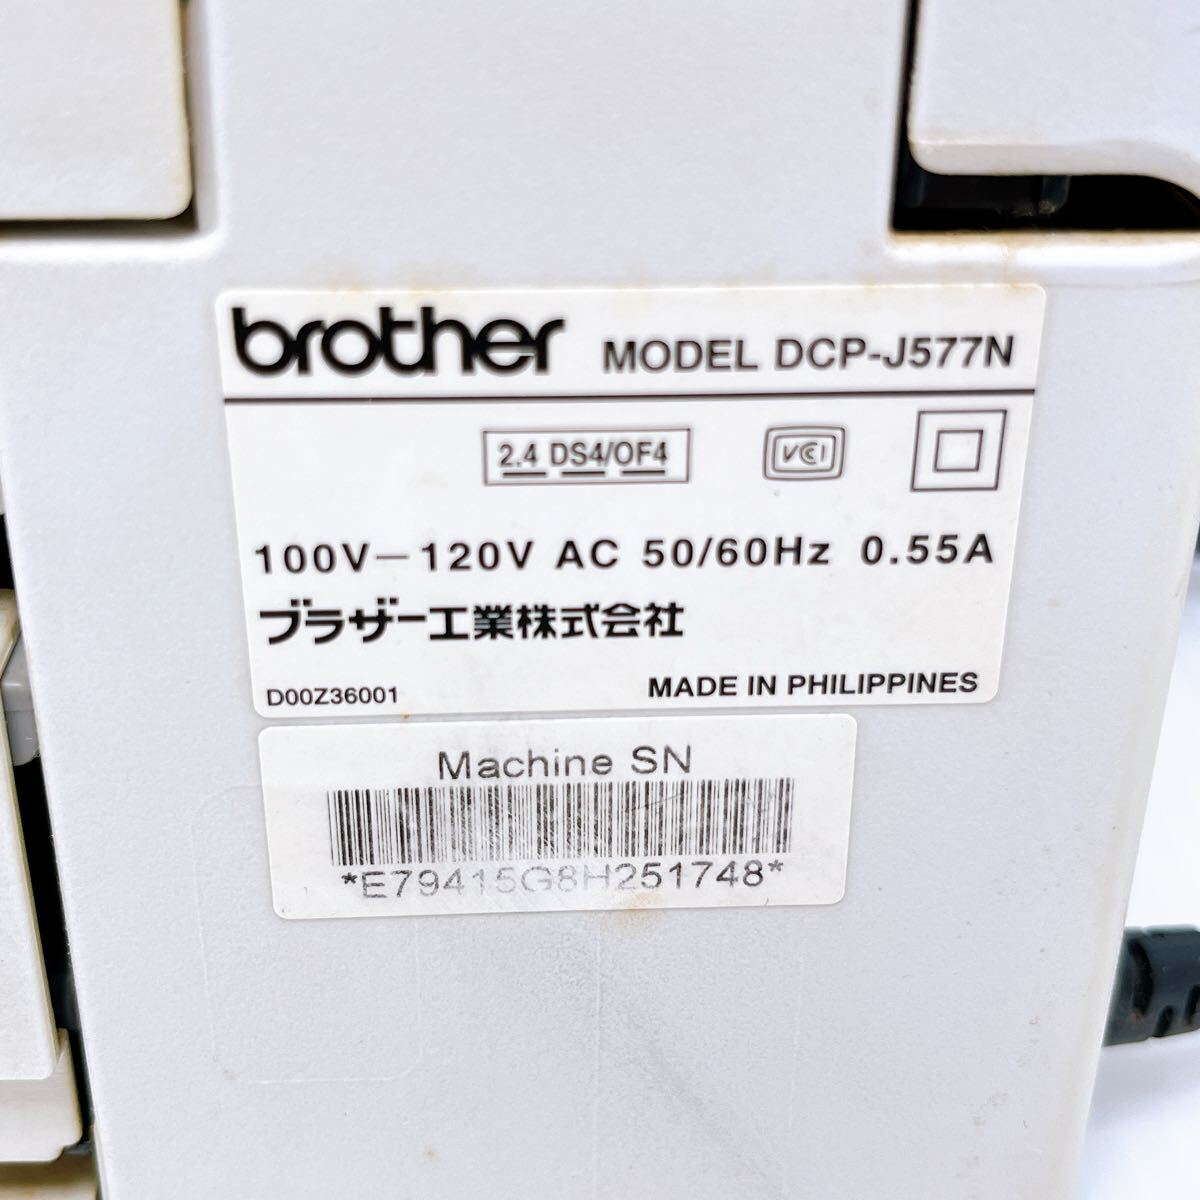 brother MODEL DCP-J577N
2.4 DS4/OF4 VCCI
100V－120V AC 50/60Hz 0.55A
ブラザー工業株式会社
D00Z36001 MADE IN PHILIPPINES
Machine SN
*E79415G8H251748*